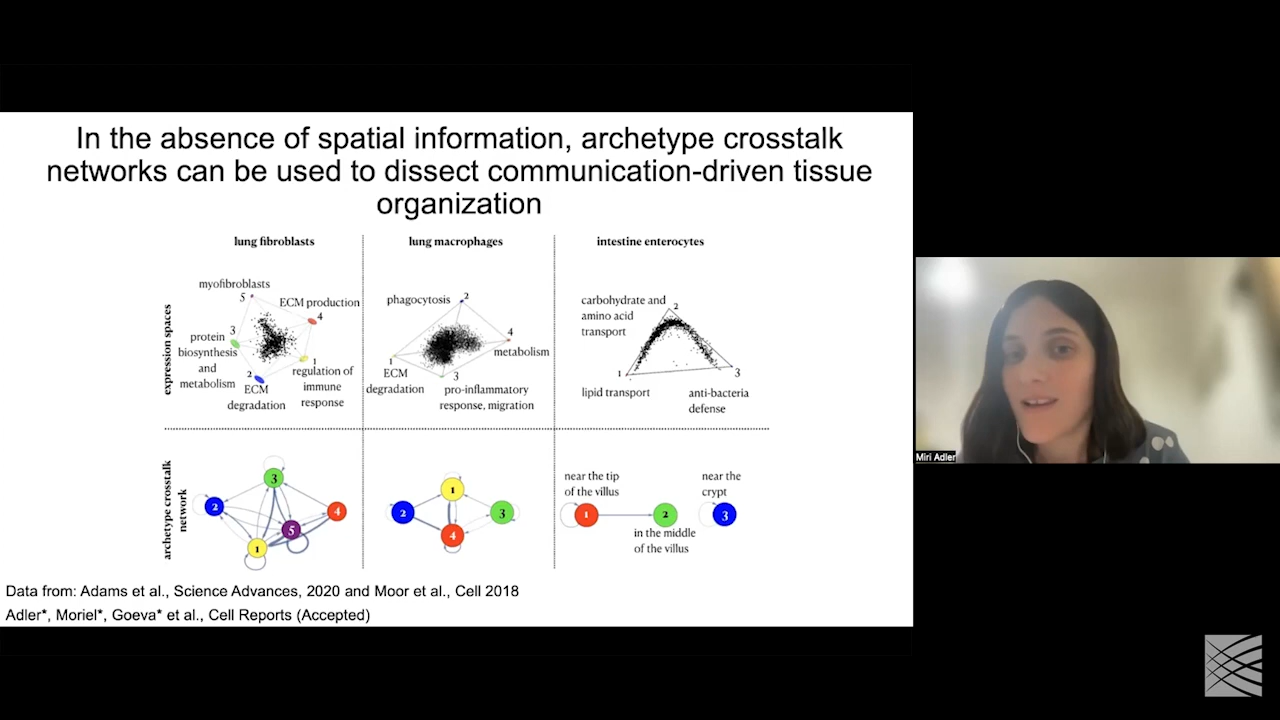 In the absence of spatial information, archetype crosstalk
networks can be used to dissect communication-driven tissue
organization
lung fibroblasts
lung macrophages
intestine enterocytes
expression spaces
myofibroblasts
5
ECM production
4
protein
biosynthesis
and
metabolism
3
2
ECM
degradation
1
regulation of
immune
response
phagocytosis
2
4
metabolism
1
ECM
degradation
3
pro-inflammatory
response, migration
carbohydrate and
amino acid
transport
2
1
lipid transport
3
anti-bacteria
defense
archetype crosstalk
network
3
2
4
5
1
1
2
3
4
near the tip
of the villus
1
2
in the middle
of the villus
near the
crypt
3
Data from: Adams et al., Science Advances, 2020 and Moor et al., Cell 2018
Adler*, Moriel*, Goeva* et al., Cell Reports (Accepted)
Miri Adler